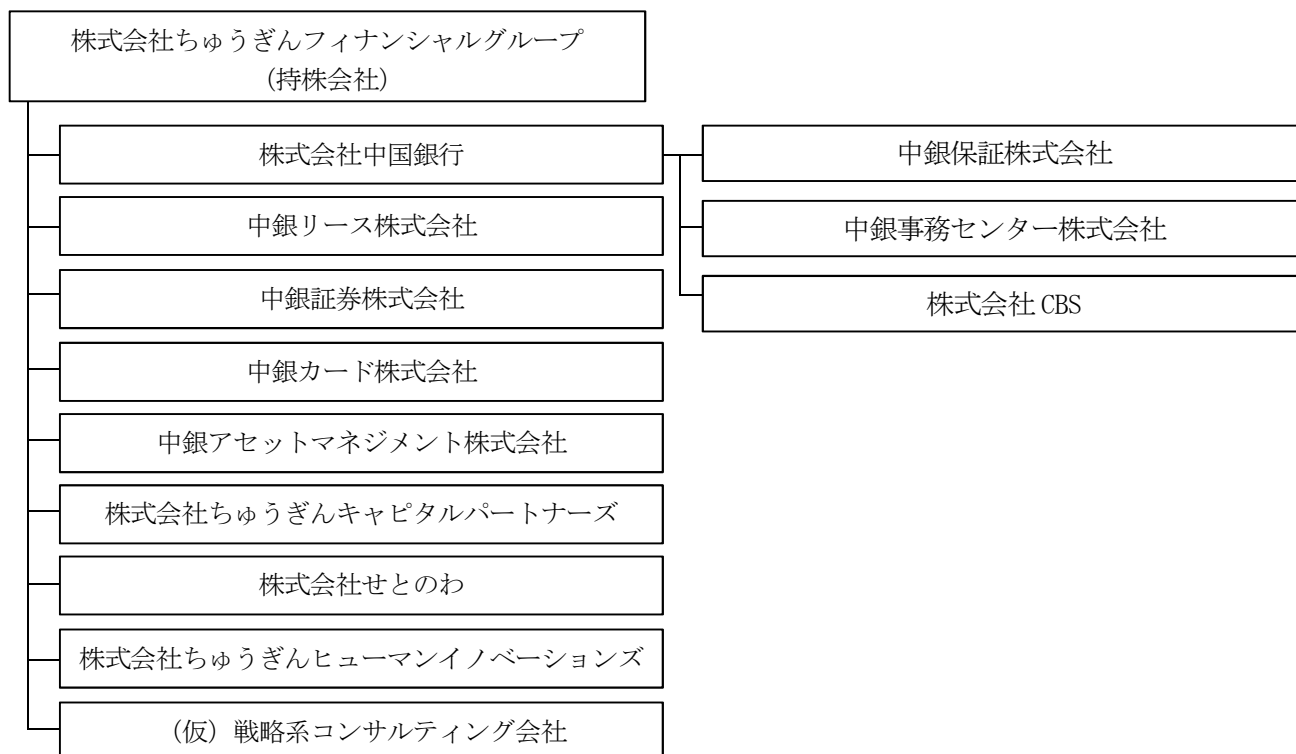 株式会社ちゅうぎんフィナンシャルグループ
(持株会社)
株式会社中国銀行
中銀保証株式会社
中銀リース株式会社
中銀事務センター株式会社
中銀証券株式会社
株式会社 CBS
中銀カード株式会社
中銀アセットマネジメント株式会社
株式会社ちゅうぎんキャピタルパートナーズ
株式会社せとのわ
株式会社ちゅうぎんヒューマンイノベーションズ
(仮)戦略系コンサルティング会社